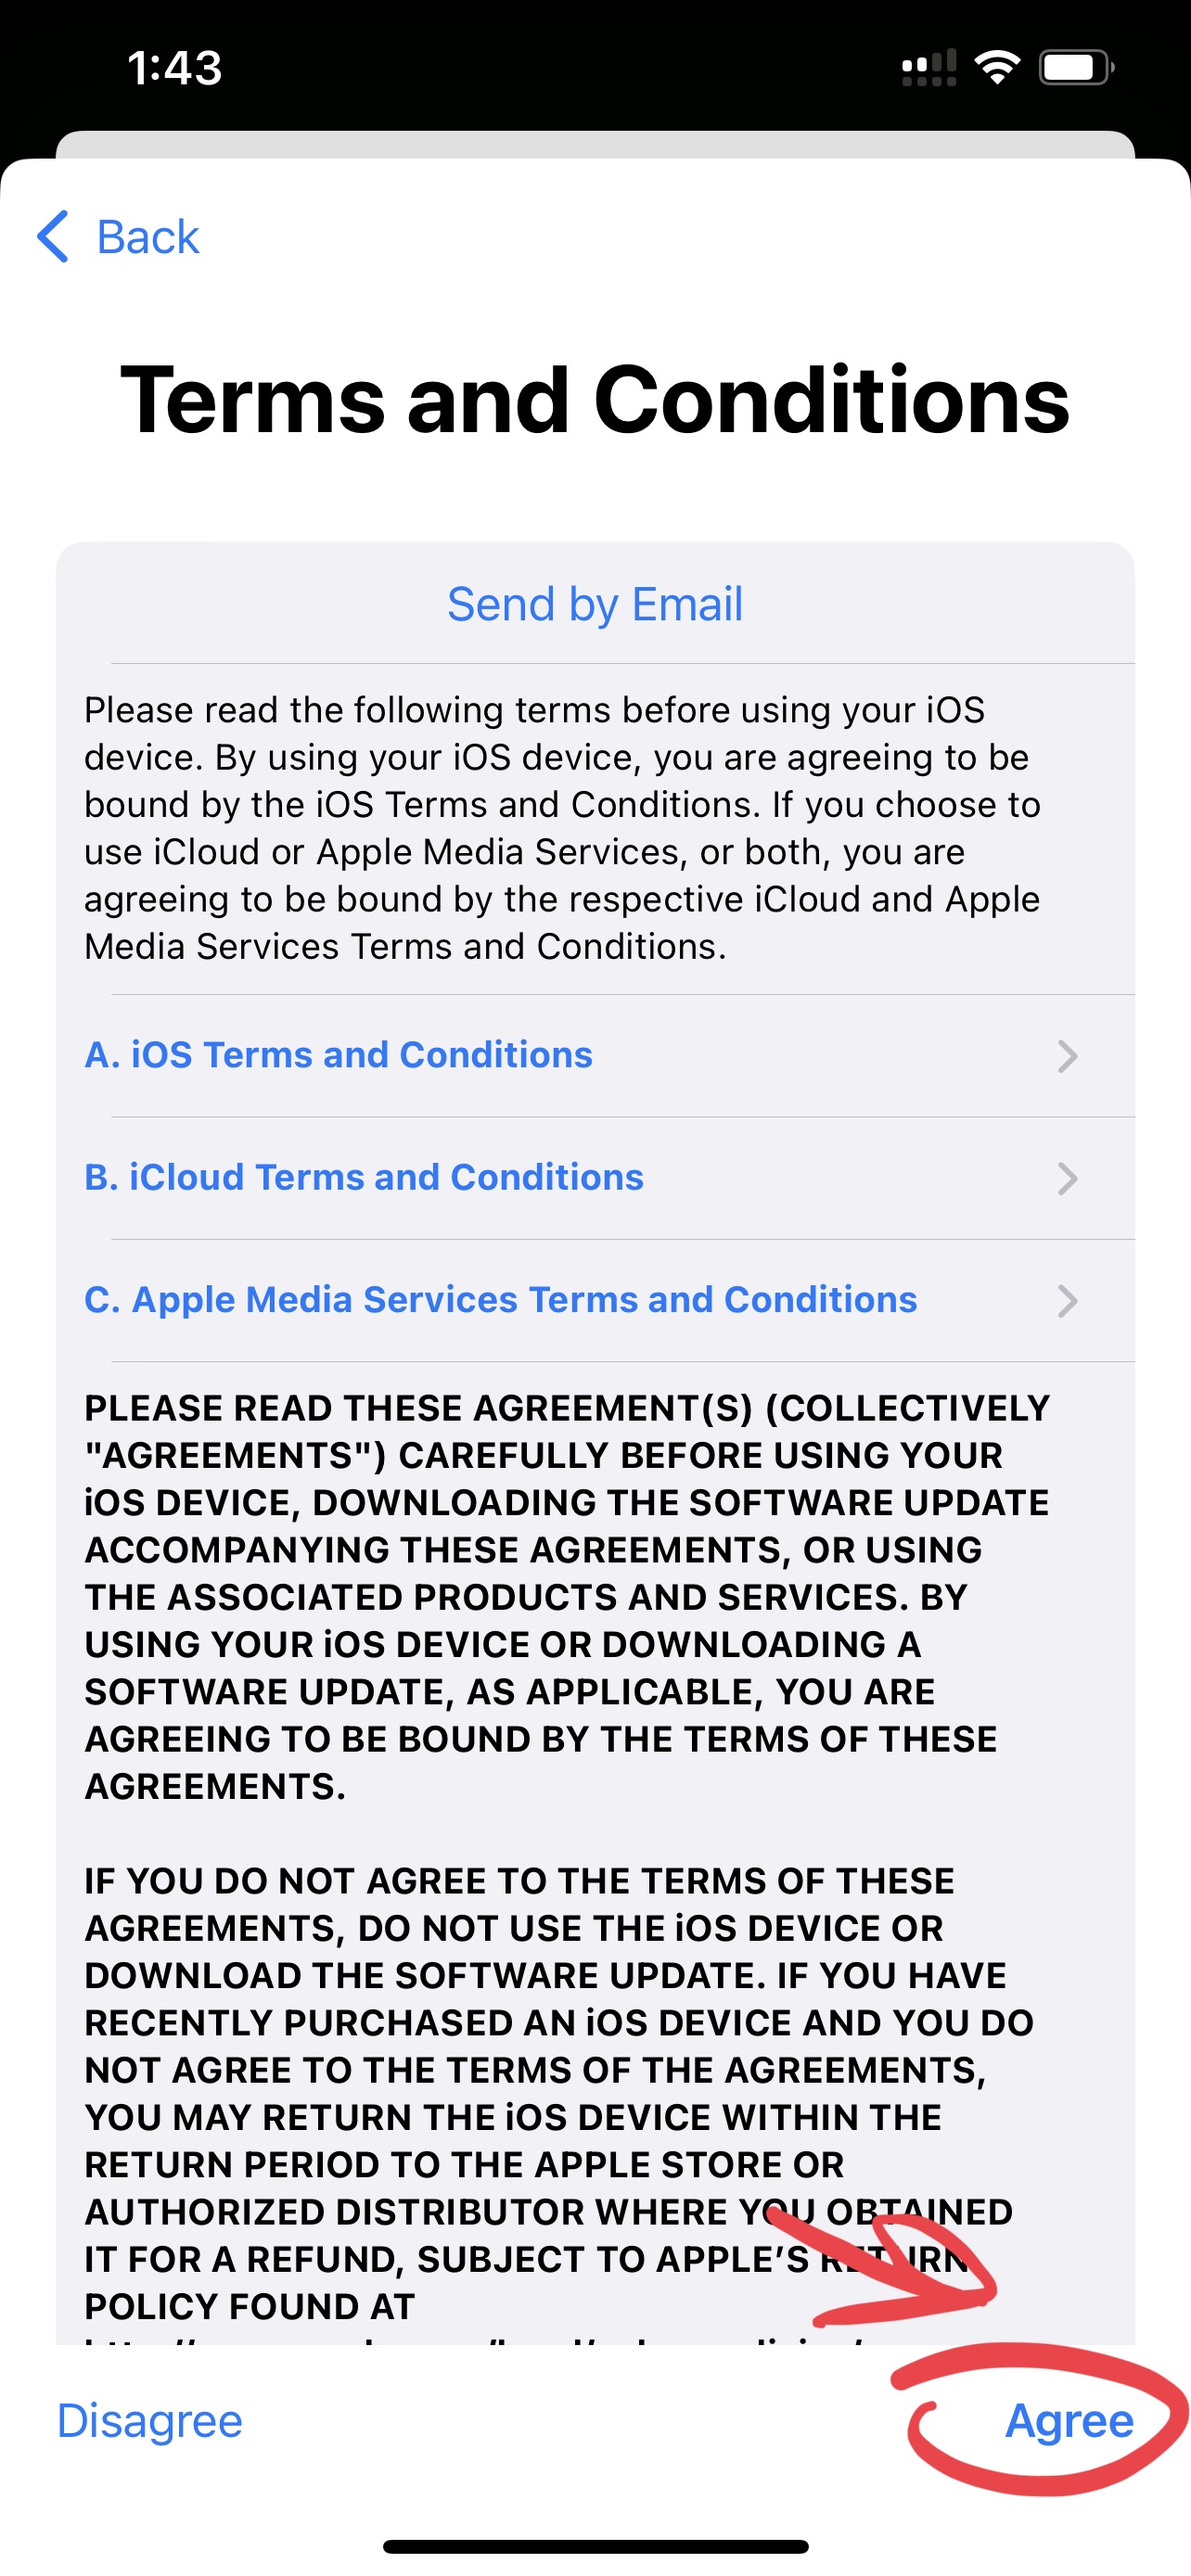 1:43
Back
Terms and Conditions
Send by Email
Please read the following terms before using your iOS
device. By using your iOS device, you are agreeing to be
bound by the iOS Terms and Conditions. If you choose to
use iCloud or Apple Media Services, or both, you are
agreeing to be bound by the respective iCloud and Apple
Media Services Terms and Conditions.
A. iOS Terms and Conditions
B. iCloud Terms and Conditions
C. Apple Media Services Terms and Conditions
PLEASE READ THESE AGREEMENT(S) (COLLECTIVELY
"AGREEMENTS") CAREFULLY BEFORE USING YOUR
iOS DEVICE, DOWNLOADING THE SOFTWARE UPDATE
ACCOMPANYING THESE AGREEMENTS, OR USING
THE ASSOCIATED PRODUCTS AND SERVICES. BY
USING YOUR iOS DEVICE OR DOWNLOADING A
SOFTWARE UPDATE, AS APPLICABLE, YOU ARE
AGREEING TO BE BOUND BY THE TERMS OF THESE
AGREEMENTS.
IF YOU DO NOT AGREE TO THE TERMS OF THESE
AGREEMENTS, DO NOT USE THE iOS DEVICE OR
DOWNLOAD THE SOFTWARE UPDATE. IF YOU HAVE
RECENTLY PURCHASED AN iOS DEVICE AND YOU DO
NOT AGREE TO THE TERMS OF THE AGREEMENTS,
YOU MAY RETURN THE iOS DEVICE WITHIN THE
RETURN PERIOD TO THE APPLE STORE OR
AUTHORIZED DISTRIBUTOR WHERE YOU OBTAINED
IT FOR A REFUND, SUBJECT TO APPLE’S RETURN
POLICY FOUND AT
Disagree
Agree